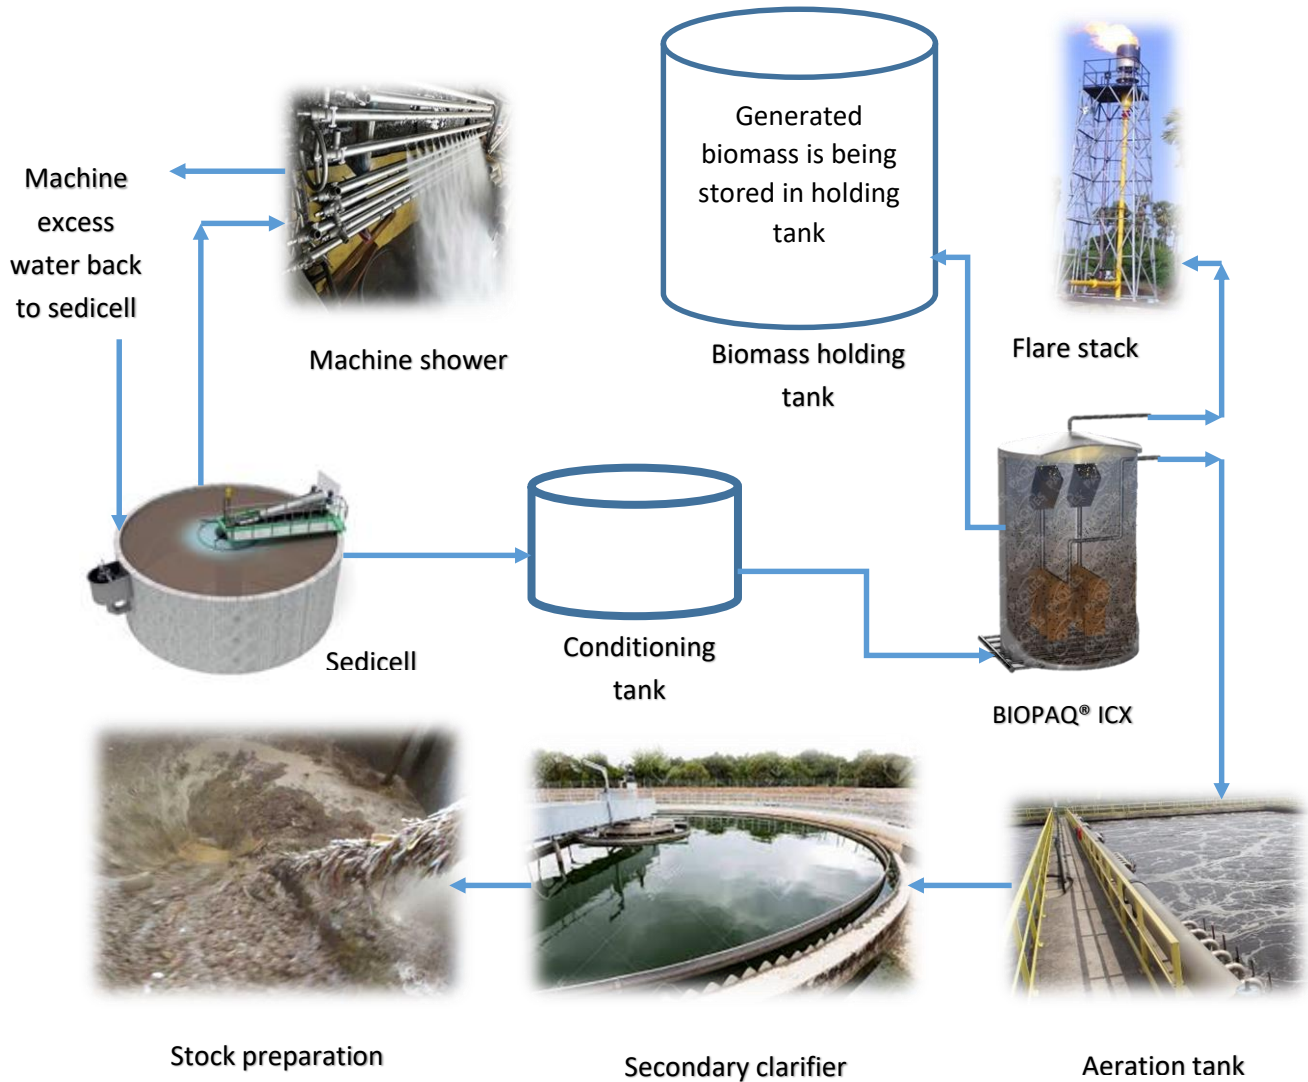 Machine
excess
water back
to sedicell
Machine shower
Generated
biomass is being
stored in holding
tank
Biomass holding
tank
Flare stack
Sedicell
Conditioning
tank
BIOPAQ® ICX
Stock preparation
Secondary clarifier
Aeration tank